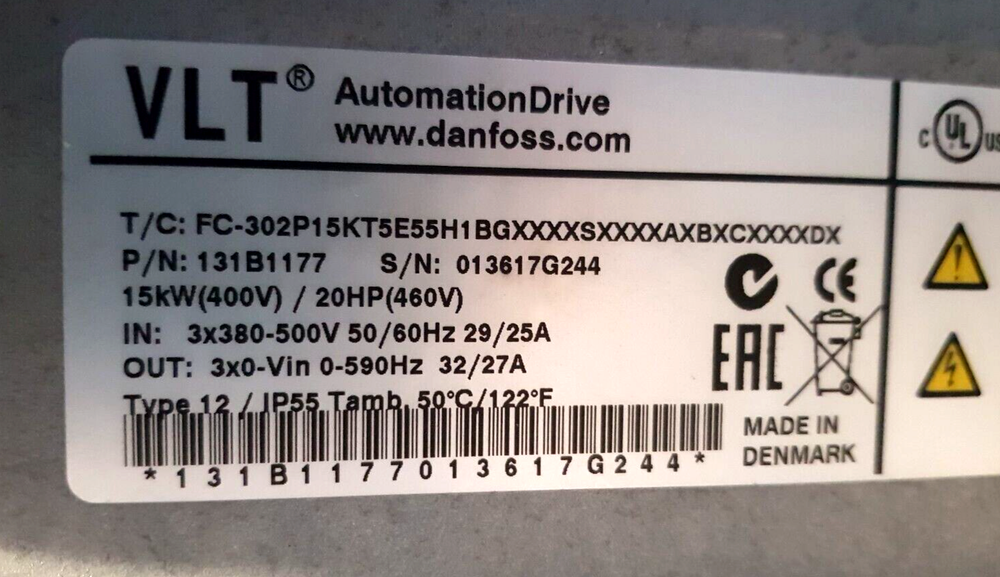 VLT® AutomationDrive
www.danfoss.com
C UL US
T/C: FC-302P15KT5E55H1BGXXXXSXXXXAXBXCXXXXDX
P/N: 131B1177 S/N: 013617G244
15kW(400V) / 20HP(460V)
IN: 3x380-500V 50/60Hz 29/25A
OUT: 3x0-Vin 0-590Hz 32/27A
Type 12 / IP55 Tamb. 50°C/122°F
*131B1177013617G244*
CE
EAC
MADE IN
DENMARK